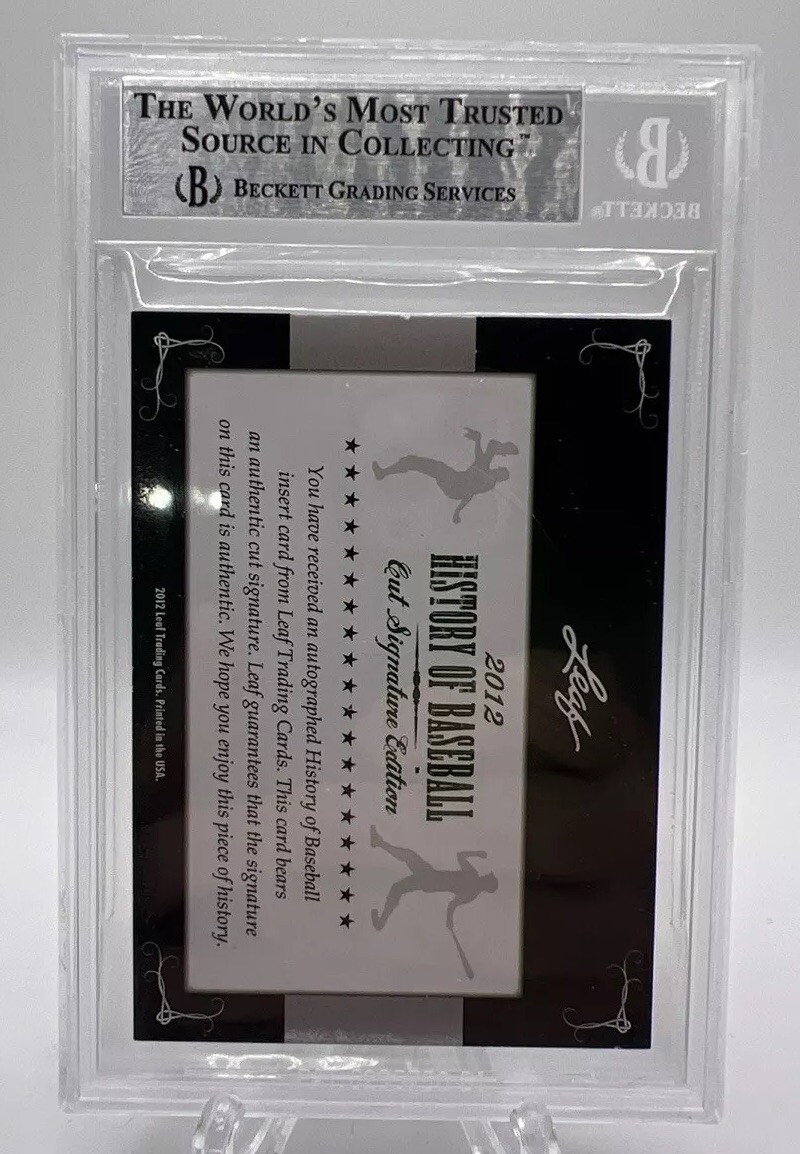 THE WORLD'S MOST TRUSTED
SOURCE IN COLLECTING™
B BECKETT GRADING SERVICES
B
BECKETT®
Leaf
2012
HISTORY OF BASEBALL
Cut Signature Edition
You have received an autographed History of Baseball
insert card from Leaf Trading Cards. This card bears
an authentic cut signature. Leaf guarantees that the signature
on this card is authentic. We hope you enjoy this piece of history.
2012 Leaf Trading Cards. Printed in the USA.